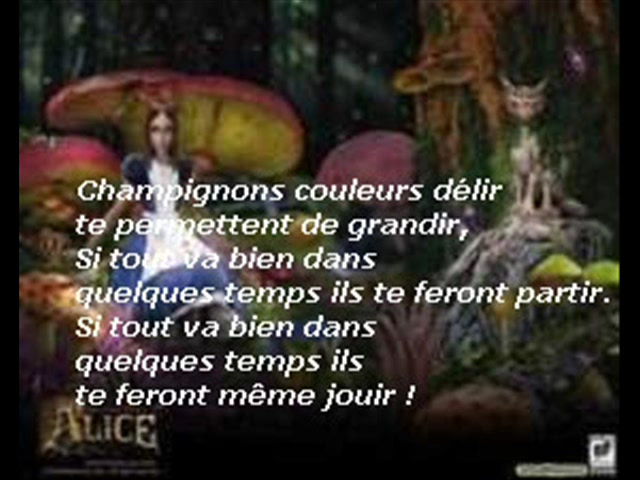 Champignons couleurs délir
te permettent de grandir,
Si tout va bien dans
quelques temps ils te feront partir.
Si tout va bien dans
quelques temps ils
te feront même jouir !
ALICE